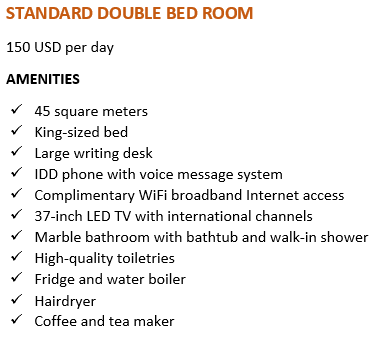 STANDARD DOUBLE BED ROOM
150 USD per day
AMENITIES
✓ 45 square meters
✓ King-sized bed
✓ Large writing desk
✓ IDD phone with voice message system
✓ Complimentary WiFi broadband Internet access
✓ 37-inch LED TV with international channels
✓ Marble bathroom with bathtub and walk-in shower
✓ High-quality toiletries
✓ Fridge and water boiler
✓ Hairdryer
✓ Coffee and tea maker